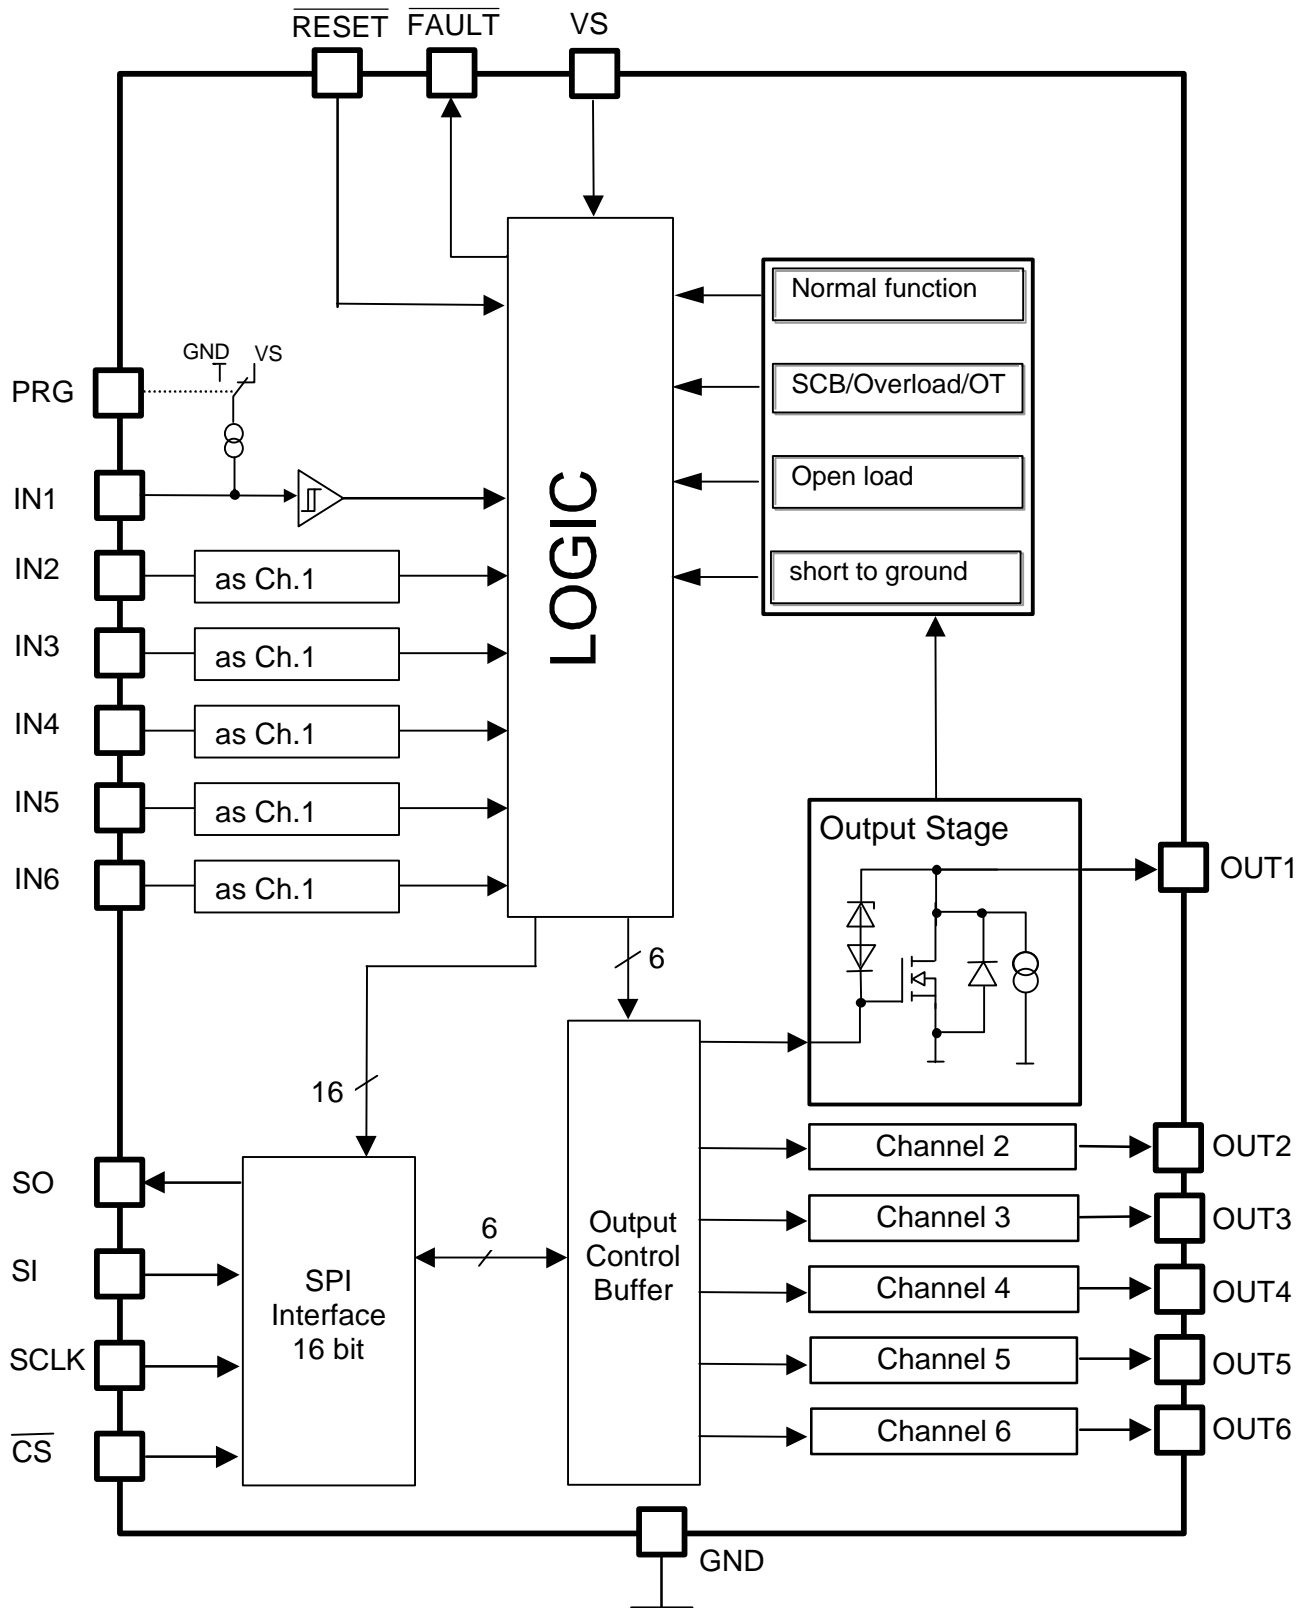 RESET FAULT VS
GND VS
PRG
Normal function
SCB/Overload/OT
Open load
short to ground
IN1
IN2 as Ch.1
IN3 as Ch.1
IN4 as Ch.1
IN5 as Ch.1
IN6 as Ch.1
LOGIC
Output Stage
OUT1
6
16
SO
SI
SCLK
CS
SPI
Interface
16 bit
6
Output
Control
Buffer
Channel 2 OUT2
Channel 3 OUT3
Channel 4 OUT4
Channel 5 OUT5
Channel 6 OUT6
GND